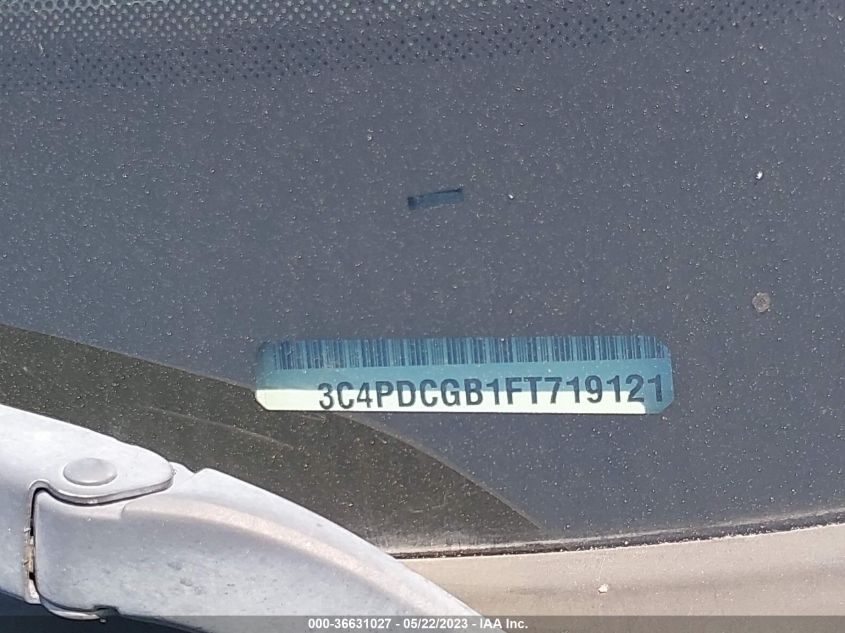 3C4PDCGB1FT719121
000-36631027 - 05/22/2023 - IAA Inc.